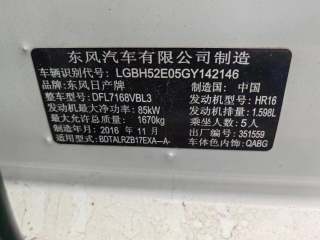 东风汽车有限公司制造
车辆识别代号: LGBH52E05GY142146
品牌: 东风日产牌 制造国: 中国
整车型号: DFL7168VBL3 发动机型号: HR16
发动机最大净功率: 85kW 发动机排量: 1.598L
最大允许总质量: 1670kg 乘坐人数: 5人
制造年月: 2016 年 11 月 出厂编号: 351559
适用型号: BDTALRZB17EXA—A- 车体色内饰: QABG